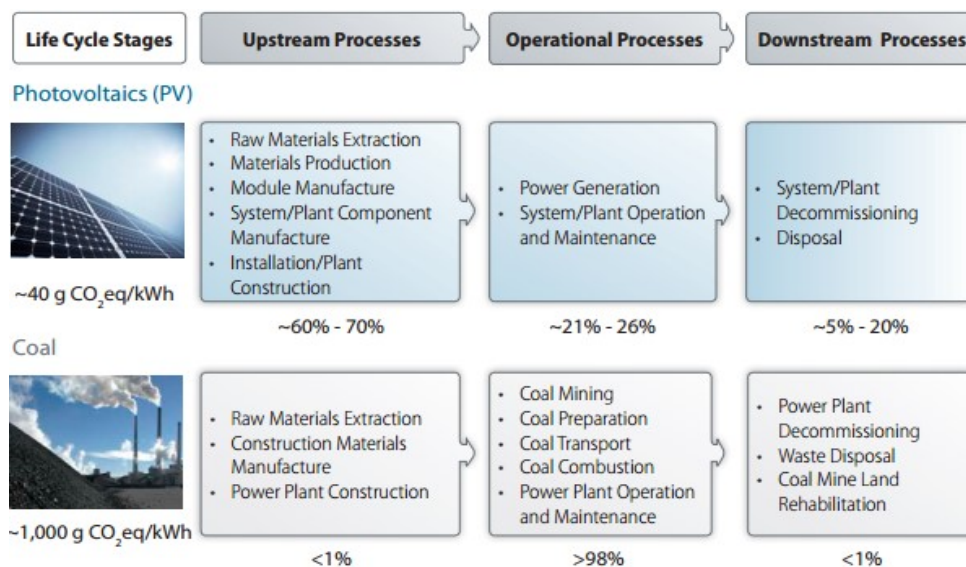 Life Cycle Stages
Upstream Processes
Operational Processes
Downstream Processes
Photovoltaics (PV)
• Raw Materials Extraction
• Materials Production
• Module Manufacture
• System/Plant Component
Manufacture
• Installation/Plant
Construction
• Power Generation
• System/Plant Operation
and Maintenance
• System/Plant
Decommissioning
• Disposal
~40 g CO₂eq/kWh
~60% - 70%
~21% - 26%
~5% - 20%
Coal
• Raw Materials Extraction
• Construction Materials
Manufacture
• Power Plant Construction
• Coal Mining
• Coal Preparation
• Coal Transport
• Coal Combustion
• Power Plant Operation
and Maintenance
• Power Plant
Decommissioning
• Waste Disposal
• Coal Mine Land
Rehabilitation
~1,000 g CO₂eq/kWh
<1%
>98%
<1%